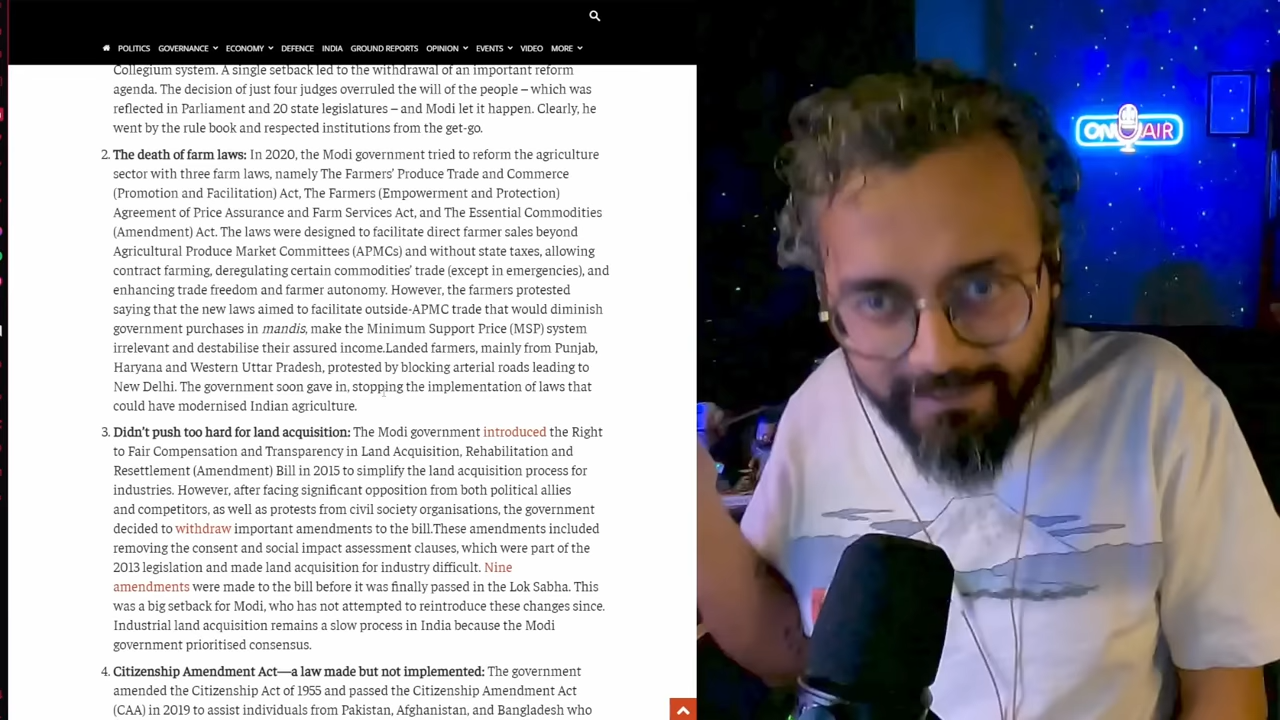 POLITICS GOVERNANCE ECONOMY DEFENCE INDIA GROUND REPORTS OPINION EVENTS VIDEO MORE
Collegium system. A single setback led to the withdrawal of an important reform
agenda. The decision of just four judges overruled the will of the people – which was
reflected in Parliament and 20 state legislatures – and Modi let it happen. Clearly, he
went by the rule book and respected institutions from the get-go.
2. The death of farm laws: In 2020, the Modi government tried to reform the agriculture
sector with three farm laws, namely The Farmers' Produce Trade and Commerce
(Promotion and Facilitation) Act, The Farmers (Empowerment and Protection)
Agreement of Price Assurance and Farm Services Act, and The Essential Commodities
(Amendment) Act. The laws were designed to facilitate direct farmer sales beyond
Agricultural Produce Market Committees (APMCs) and without state taxes, allowing
contract farming, deregulating certain commodities' trade (except in emergencies), and
enhancing trade freedom and farmer autonomy. However, the farmers protested
saying that the new laws aimed to facilitate outside-APMC trade that would diminish
government purchases in mandis, make the Minimum Support Price (MSP) system
irrelevant and destabilise their assured income.Landed farmers, mainly from Punjab,
Haryana and Western Uttar Pradesh, protested by blocking arterial roads leading to
New Delhi. The government soon gave in, stopping the implementation of laws that
could have modernised Indian agriculture.
3. Didn't push too hard for land acquisition: The Modi government introduced the Right
to Fair Compensation and Transparency in Land Acquisition, Rehabilitation and
Resettlement (Amendment) Bill in 2015 to simplify the land acquisition process for
industries. However, after facing significant opposition from both political allies
and competitors, as well as protests from civil society organisations, the government
decided to withdraw important amendments to the bill.These amendments included
removing the consent and social impact assessment clauses, which were part of the
2013 legislation and made land acquisition for industry difficult. Nine
amendments were made to the bill before it was finally passed in the Lok Sabha. This
was a big setback for Modi, who has not attempted to reintroduce these changes since.
Industrial land acquisition remains a slow process in India because the Modi
government prioritised consensus.
4. Citizenship Amendment Act—a law made but not implemented: The government
amended the Citizenship Act of 1955 and passed the Citizenship Amendment Act
(CAA) in 2019 to assist individuals from Pakistan, Afghanistan, and Bangladesh who
ON AIR